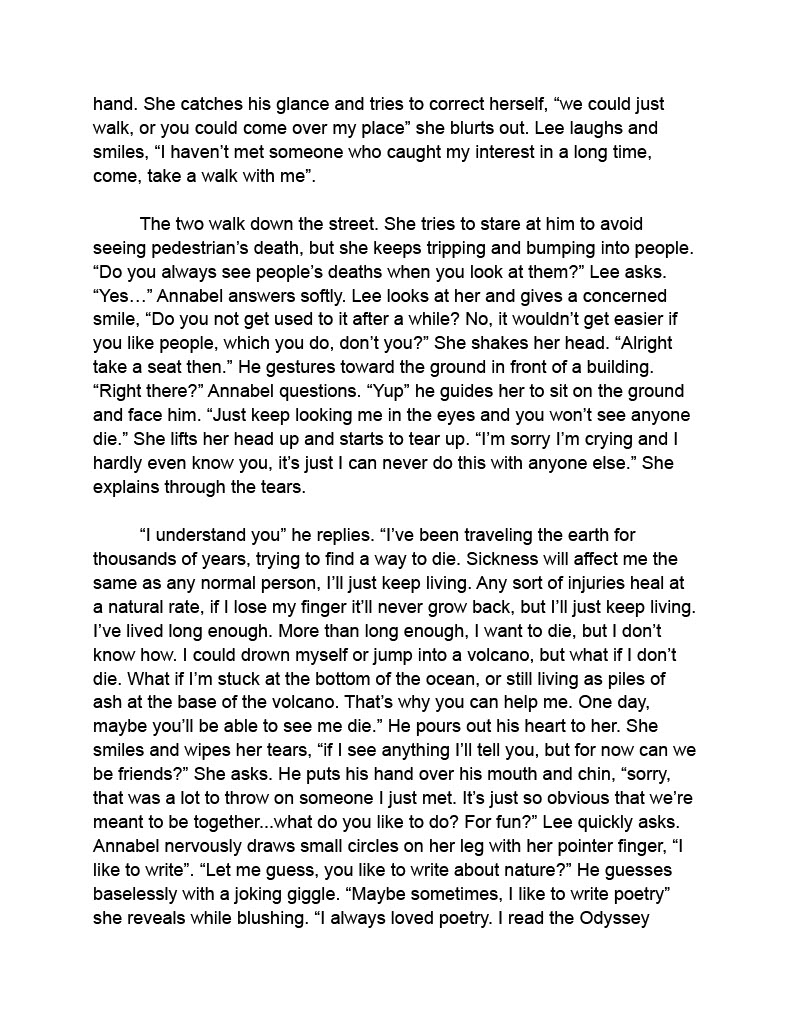 hand. She catches his glance and tries to correct herself, “we could just
walk, or you could come over my place” she blurts out. Lee laughs and
smiles, “I haven’t met someone who caught my interest in a long time,
come, take a walk with me”.
The two walk down the street. She tries to stare at him to avoid
seeing pedestrian’s death, but she keeps tripping and bumping into people.
“Do you always see people’s deaths when you look at them?” Lee asks.
“Yes…” Annabel answers softly. Lee looks at her and gives a concerned
smile, “Do you not get used to it after a while? No, it wouldn’t get easier if
you like people, which you do, don’t you?” She shakes her head. “Alright
take a seat then.” He gestures toward the ground in front of a building.
“Right there?” Annabel questions. “Yup” he guides her to sit on the ground
and face him. “Just keep looking me in the eyes and you won’t see anyone
die.” She lifts her head up and starts to tear up. “I’m sorry I’m crying and I
hardly even know you, it’s just I can never do this with anyone else.” She
explains through the tears.
“I understand you” he replies. “I’ve been traveling the earth for
thousands of years, trying to find a way to die. Sickness will affect me the
same as any normal person, I’ll just keep living. Any sort of injuries heal at
a natural rate, if I lose my finger it’ll never grow back, but I’ll just keep living.
I’ve lived long enough. More than long enough, I want to die, but I don’t
know how. I could drown myself or jump into a volcano, but what if I don’t
die. What if I’m stuck at the bottom of the ocean, or still living as piles of
ash at the base of the volcano. That’s why you can help me. One day,
maybe you’ll be able to see me die.” He pours out his heart to her. She
smiles and wipes her tears, “if I see anything I’ll tell you, but for now can we
be friends?” She asks. He puts his hand over his mouth and chin, “sorry,
that was a lot to throw on someone I just met. It’s just so obvious that we’re
meant to be together...what do you like to do? For fun?” Lee quickly asks.
Annabel nervously draws small circles on her leg with her pointer finger, “I
like to write”. “Let me guess, you like to write about nature?” He guesses
baselessly with a joking giggle. “Maybe sometimes, I like to write poetry”
she reveals while blushing. “I always loved poetry. I read the Odyssey